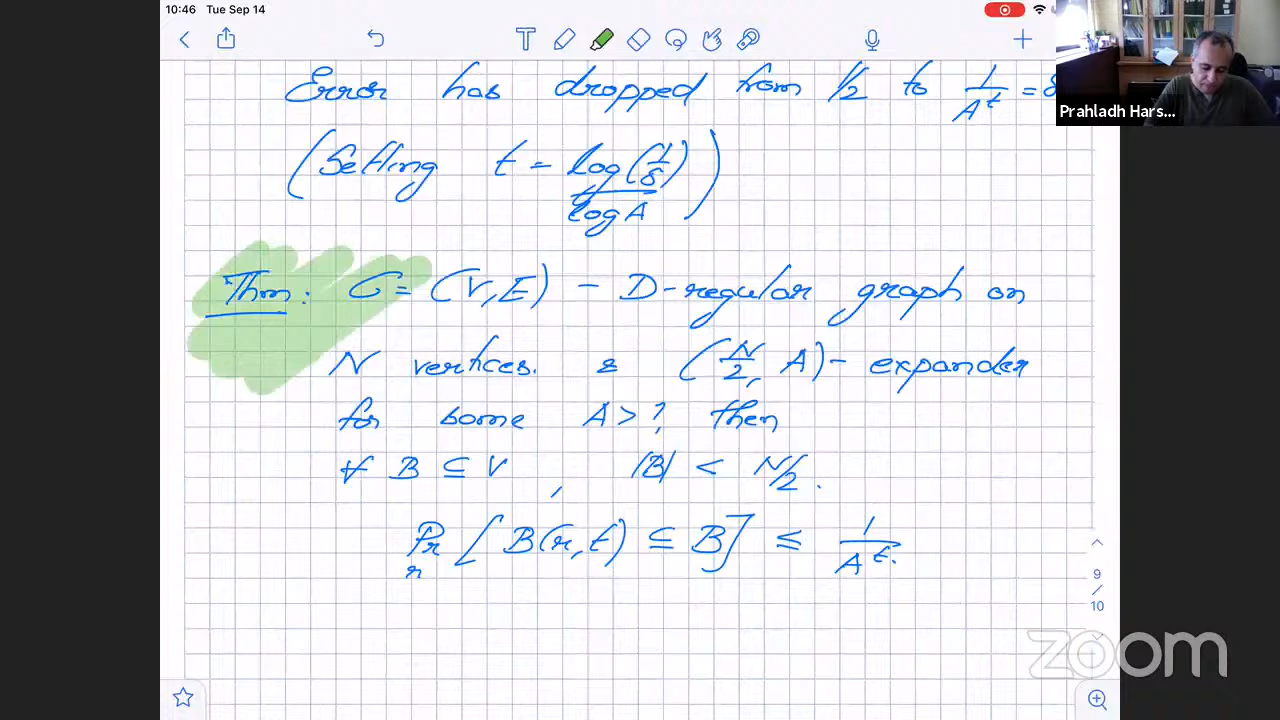 10:46 Tue Sep 14
Prahladh Hars...
Error has dropped from 1/2 to 1/A^t = δ
(Setting t = log(1/δ)/log A)
Thm: G = (V, E) - D-regular graph on
N vertices & (N/2, A) - expander
for some A > 1, then
∀ B ⊆ V, |B| < N/2.
Pr_r [B(r, t) ⊆ B] ≤ 1/A^t.
9
/
10
zoom